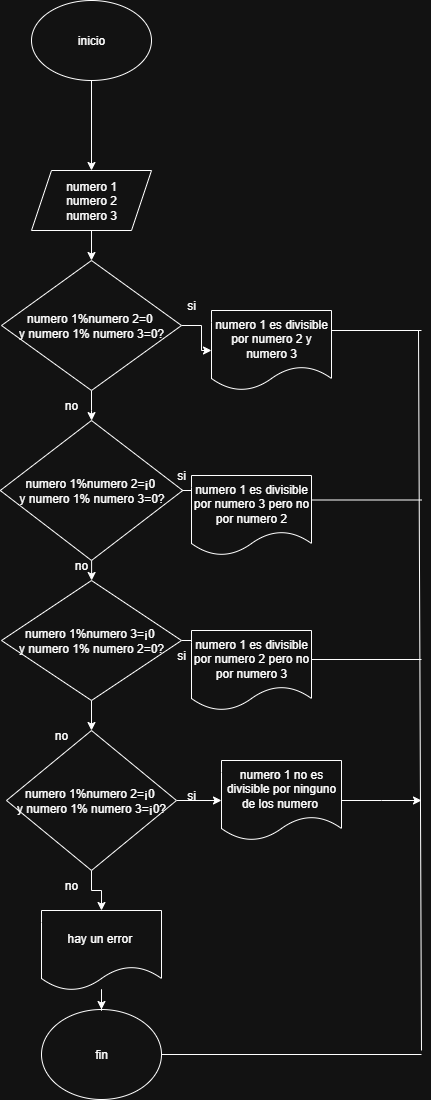 inicio
numero 1
numero 2
numero 3
numero 1%numero 2=0
y numero 1% numero 3=0?
si
numero 1 es divisible
por numero 2 y
numero 3
no
numero 1%numero 2=¡0
y numero 1% numero 3=0?
si
numero 1 es divisible
por numero 3 pero no
por numero 2
no
numero 1%numero 3=¡0
y numero 1% numero 2=0?
si
numero 1 es divisible
por numero 2 pero no
por numero 3
no
numero 1%numero 2=¡0
y numero 1% numero 3=¡0?
si
numero 1 no es
divisible por ninguno
de los numero
no
hay un error
fin